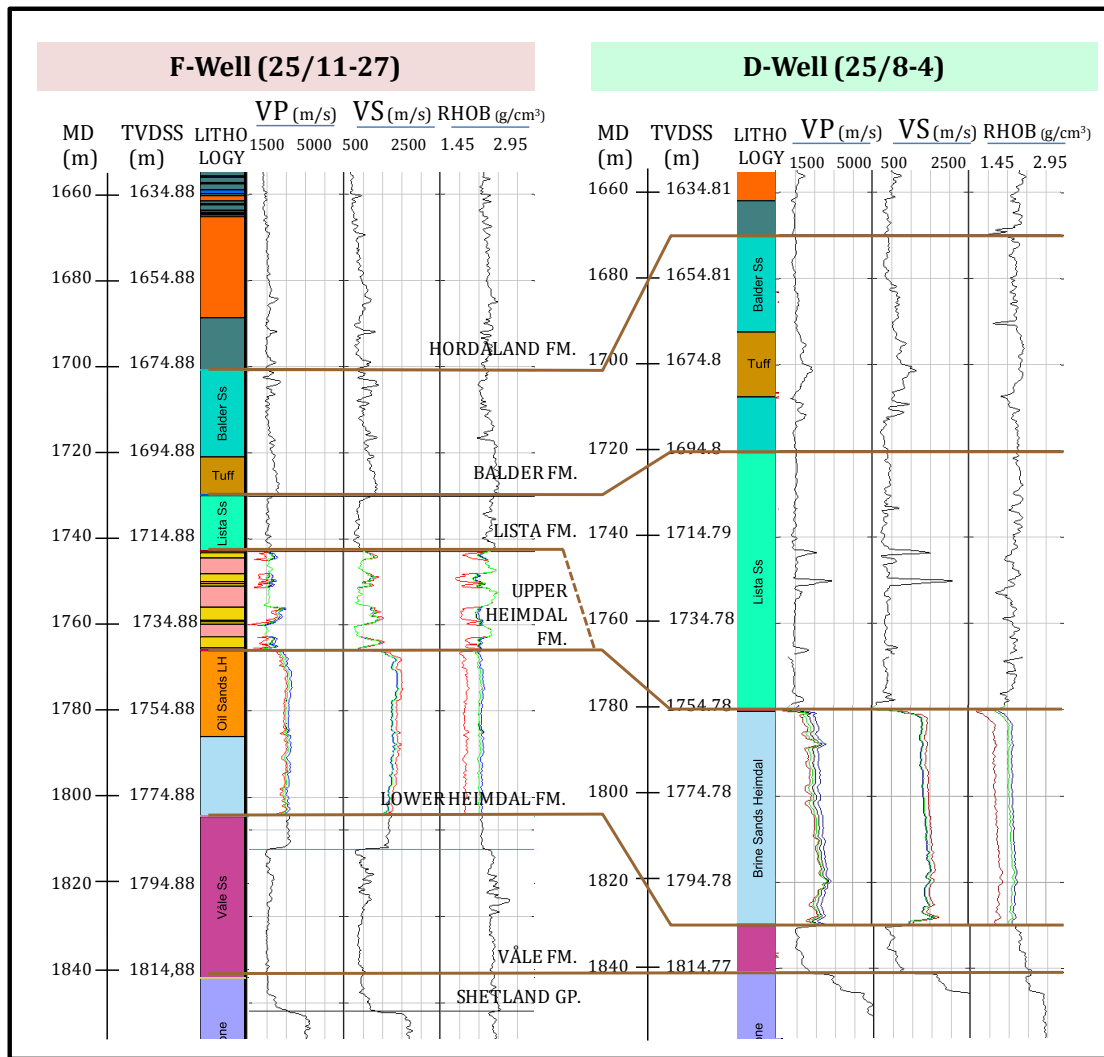 F-Well (25/11-27)
D-Well (25/8-4)
MD
(m)
TVDSS
(m)
LITHO
LOGY
VP (m/s)
1500 5000
VS (m/s)
500 2500
RHOB (g/cm³)
1.45 2.95
1660 1634.88
1680 1654.88
1700 1674.88
1720 1694.88
1740 1714.88
1760 1734.88
1780 1754.88
1800 1774.88
1820 1794.88
1840 1814.88
Balder Ss
Tuff
Lista Ss
Oil Sands LH
Våle Ss
one
HORDALAND FM.
BALDER FM.
LISTA FM.
UPPER
HEIMDAL
FM.
LOWER HEIMDAL FM.
VÅLE FM.
SHETLAND GP.
MD
(m)
TVDSS
(m)
LITHO
LOGY
VP (m/s)
1500 5000
VS (m/s)
500 2500
RHOB (g/cm³)
1.45 2.95
1660 1634.81
1680 1654.81
1700 1674.8
1720 1694.8
1740 1714.79
1760 1734.78
1780 1754.78
1800 1774.78
1820 1794.78
1840 1814.77
Balder Ss
Tuff
Lista Ss
Brine Sands Heimdal
one